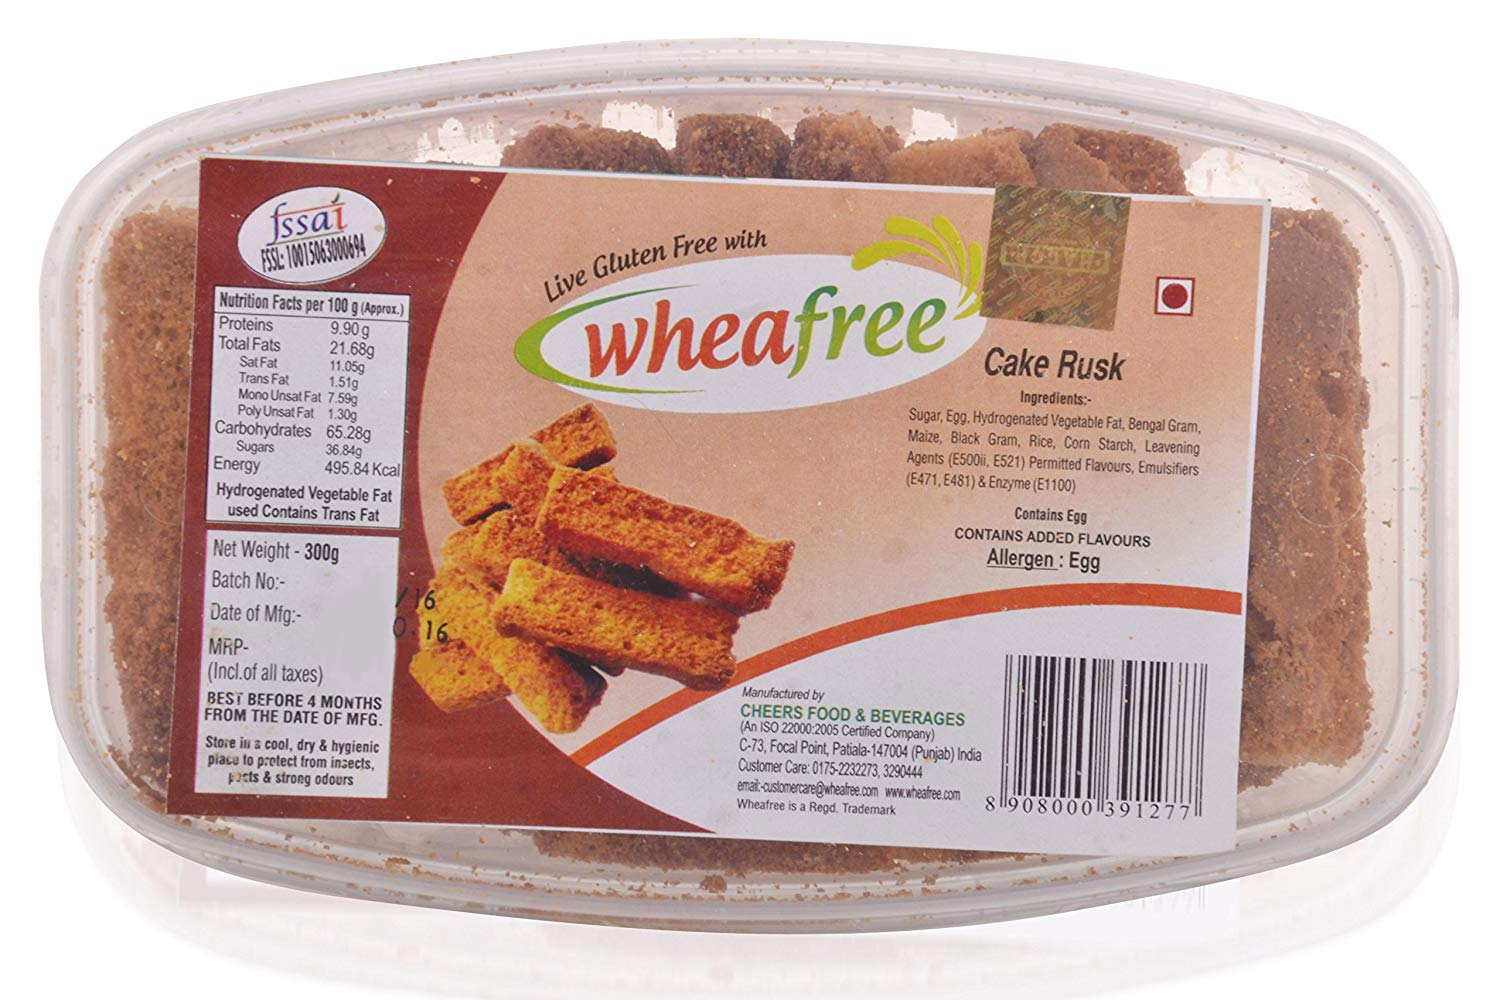 fssai
FSSL: 10015063000694
Nutrition Facts per 100 g (Approx.)
Proteins 9.90 g
Total Fats 21.68g
Sat Fat 11.05g
Trans Fat 1.51g
Mono Unsat Fat 7.59g
Poly Unsat Fat 1.30g
Carbohydrates 65.28g
Sugars 36.84g
Energy 495.84 Kcal
Hydrogenated Vegetable Fat
used Contains Trans Fat
Net Weight - 300g
Batch No:-
Date of Mfg:-
MRP-
(Incl.of all taxes)
/16
0.16
BEST BEFORE 4 MONTHS
FROM THE DATE OF MFG.
Store in a cool, dry & hygienic
place to protect from insects,
pests & strong odours
Live Gluten Free with
wheafree
Cake Rusk
Ingredients:-
Sugar, Egg, Hydrogenated Vegetable Fat, Bengal Gram,
Maize, Black Gram, Rice, Corn Starch, Leavening
Agents (E500ii, E521) Permitted Flavours, Emulsifiers
(E471, E481) & Enzyme (E1100)
Contains Egg
CONTAINS ADDED FLAVOURS
Allergen : Egg
Manufactured by
CHEERS FOOD & BEVERAGES
(An ISO 22000:2005 Certified Company)
C-73, Focal Point, Patiala-147004 (Punjab) India
Customer Care: 0175-2232273, 3290444
email:-customercare@wheafree.com www.wheafree.com
Wheafree is a Regd. Trademark
8 908000 391277